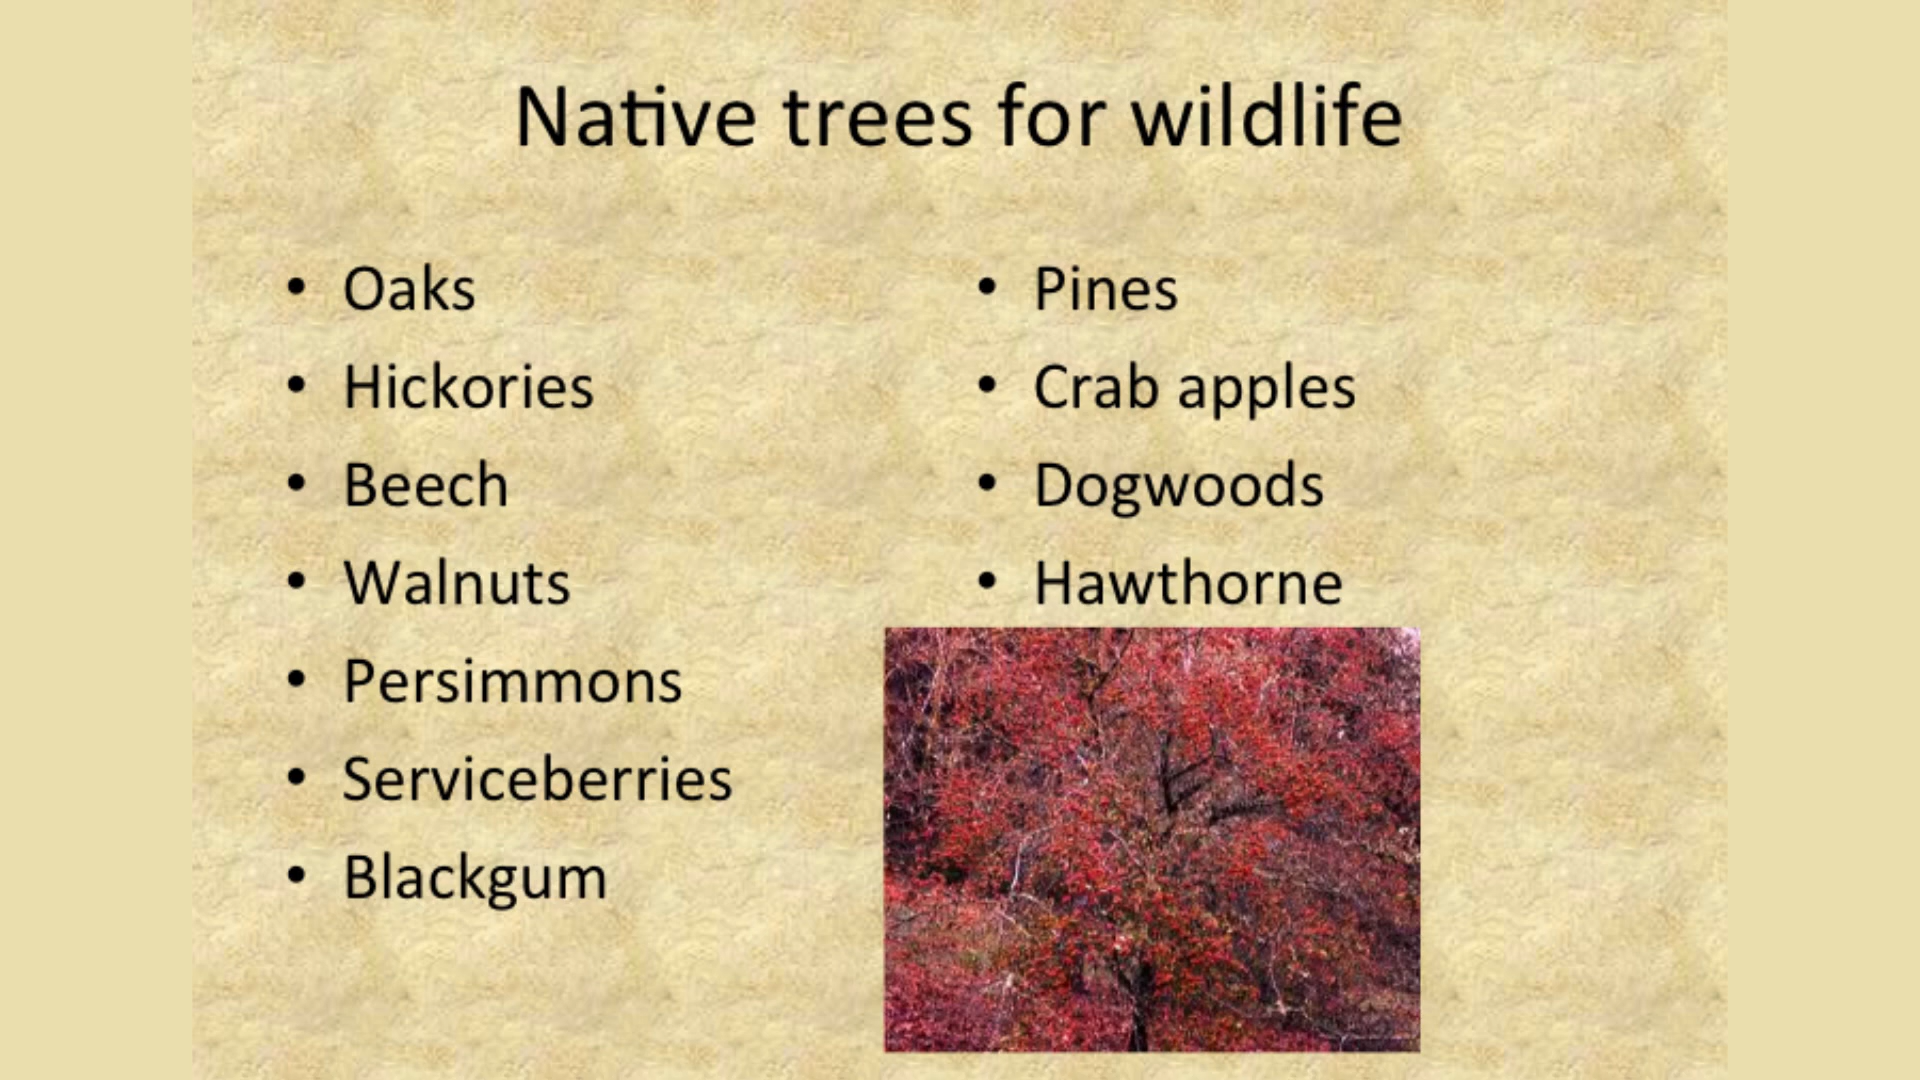 Native trees for wildlife
• Oaks
• Hickories
• Beech
• Walnuts
• Persimmons
• Serviceberries
• Blackgum
• Pines
• Crab apples
• Dogwoods
• Hawthorne